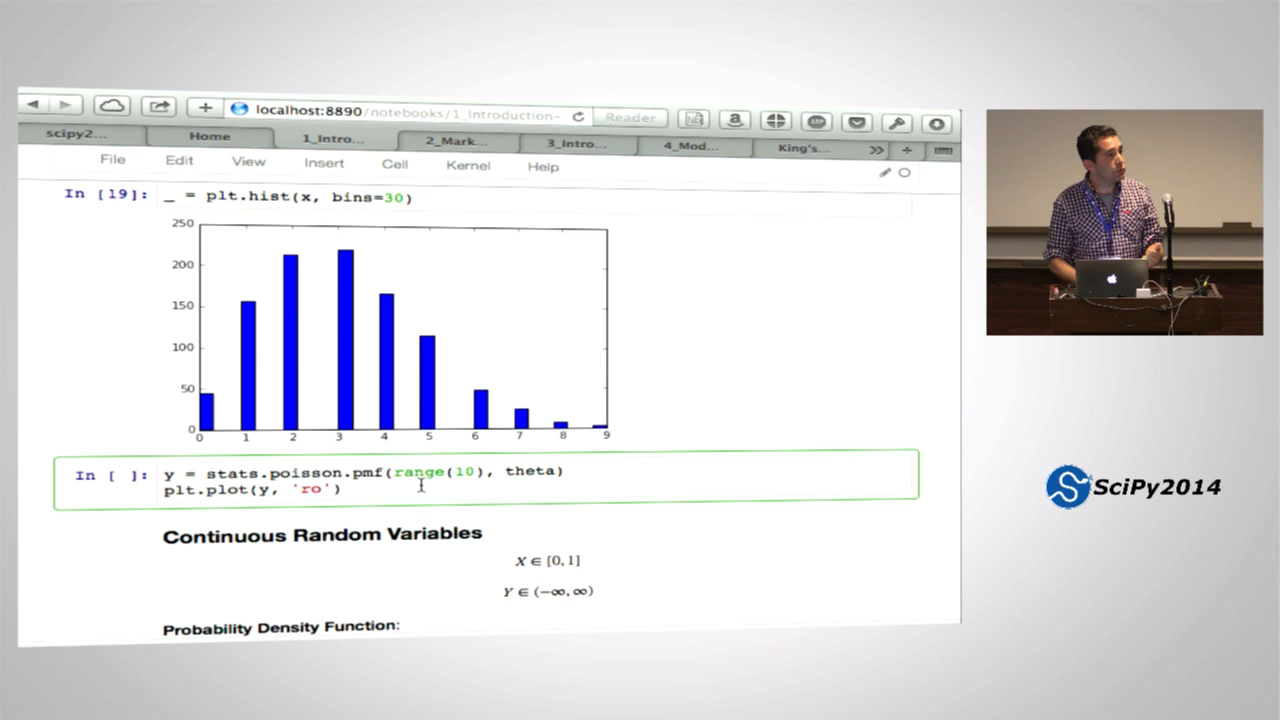 localhost:8890/notebooks/1_Introduction-
Reader
scipy2...
Home
1_Intro...
2_Mark...
3_Intro...
4_Mod...
King's...
File Edit View Insert Cell Kernel Help
In [19]: _ = plt.hist(x, bins=30)
250
200
150
100
50
0
0 1 2 3 4 5 6 7 8 9
In [ ]: y = stats.poisson.pmf(range(10), theta)
plt.plot(y, 'ro')
Continuous Random Variables
X ∈ [0, 1]
Y ∈ (−∞, ∞)
Probability Density Function:
SciPy2014